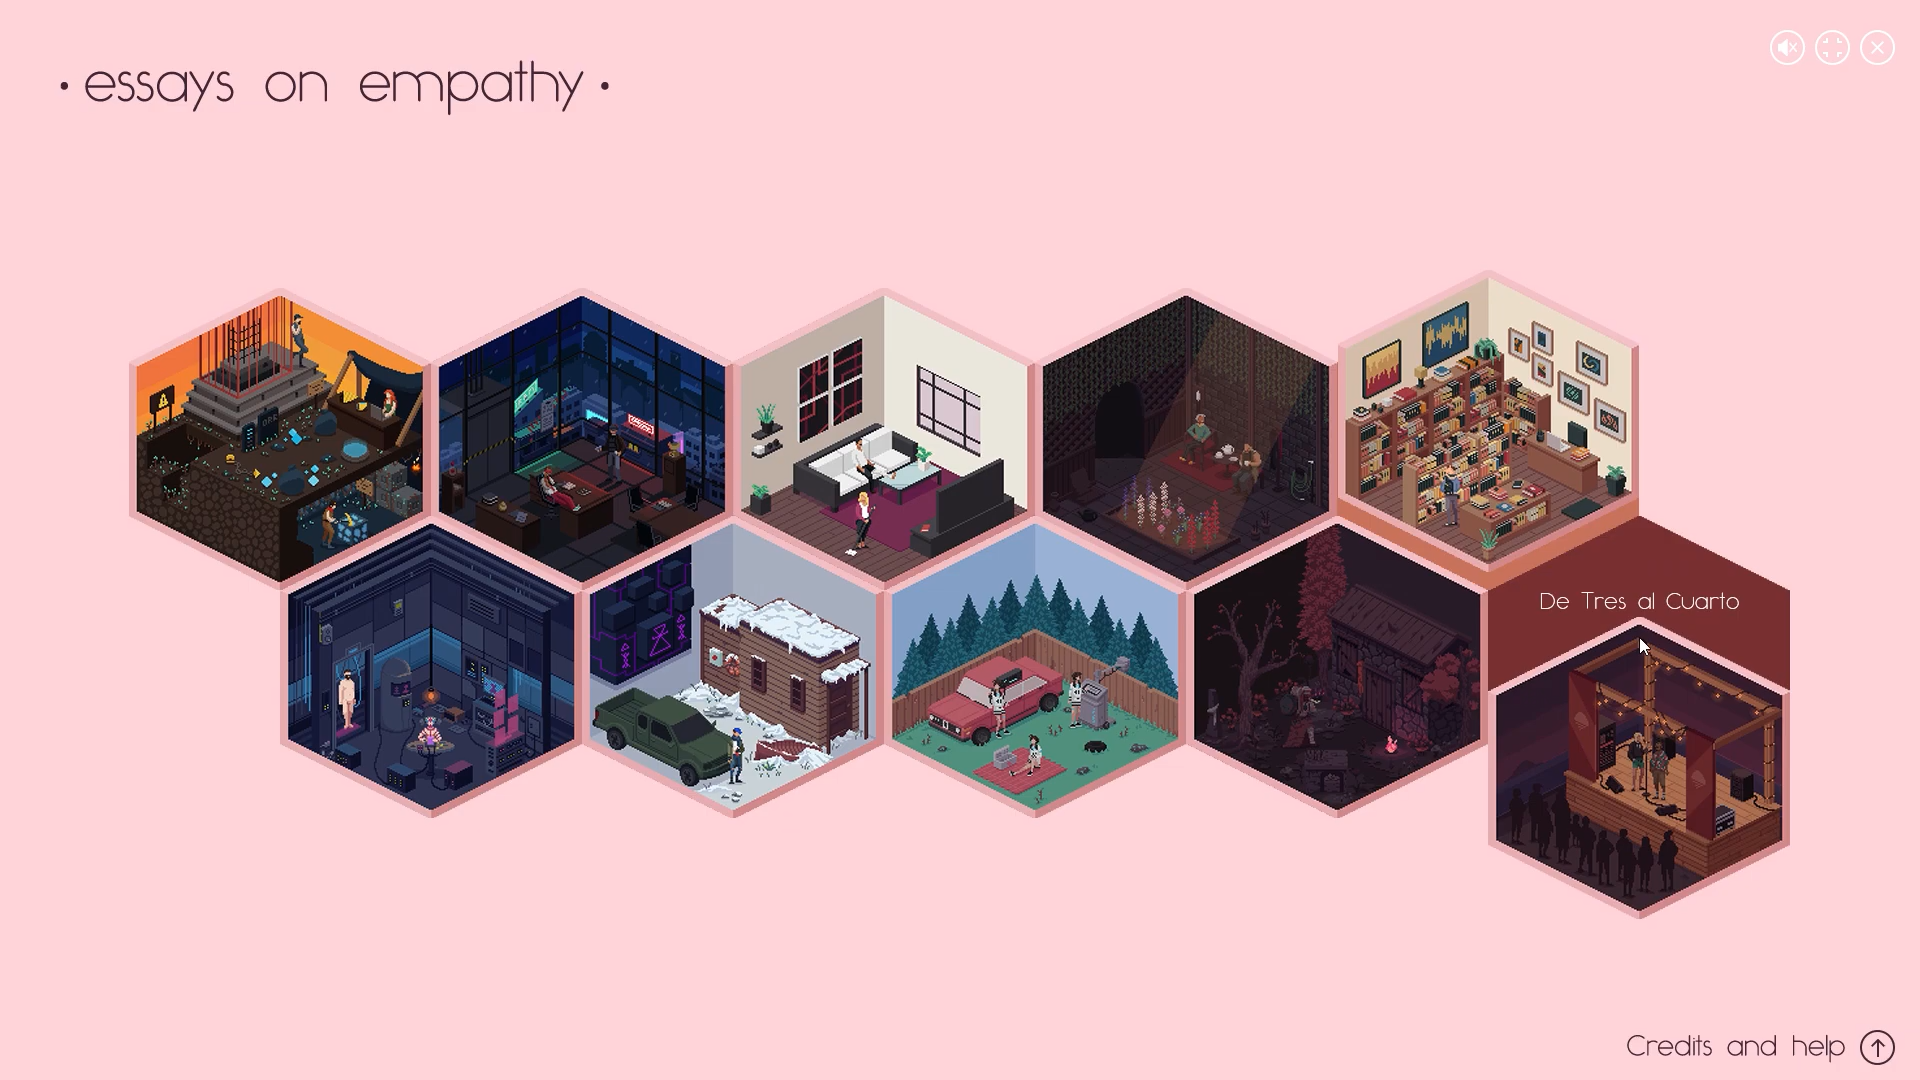 • essays on empathy •
De Tres al Cuarto
Credits and help